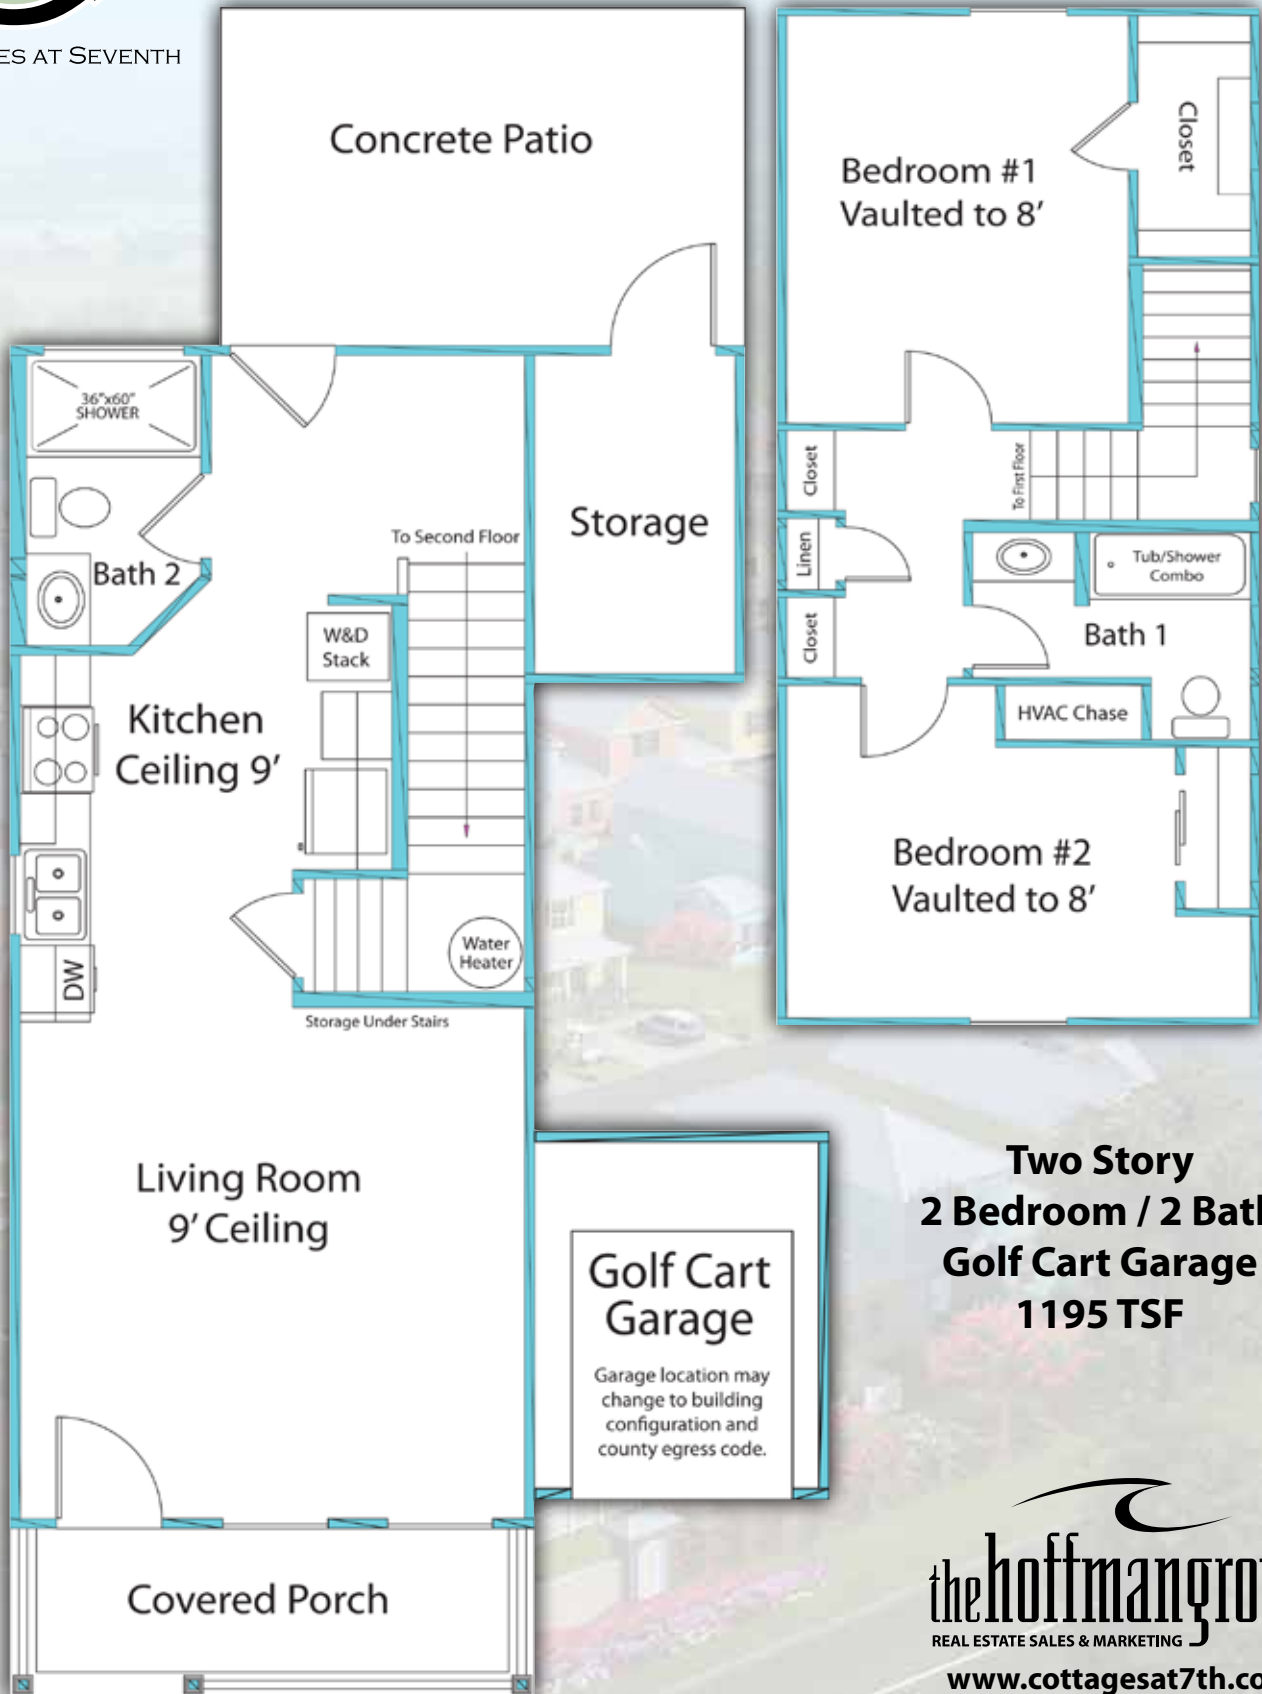 ES AT SEVENTH
Concrete Patio
36"x60"
SHOWER
Bath 2
To Second Floor
Storage
W&D
Stack
Kitchen
Ceiling 9'
Water
Heater
DW
Storage Under Stairs
Living Room
9' Ceiling
Golf Cart
Garage
Garage location may
change to building
configuration and
county egress code.
Covered Porch
Bedroom #1
Vaulted to 8'
Closet
Closet
To First Floor
Linen
Tub/Shower
Combo
Closet
Bath 1
HVAC Chase
Bedroom #2
Vaulted to 8'
Two Story
2 Bedroom / 2 Bath
Golf Cart Garage
1195 TSF
the hoffmangro
REAL ESTATE SALES & MARKETING
www.cottagesat7th.co